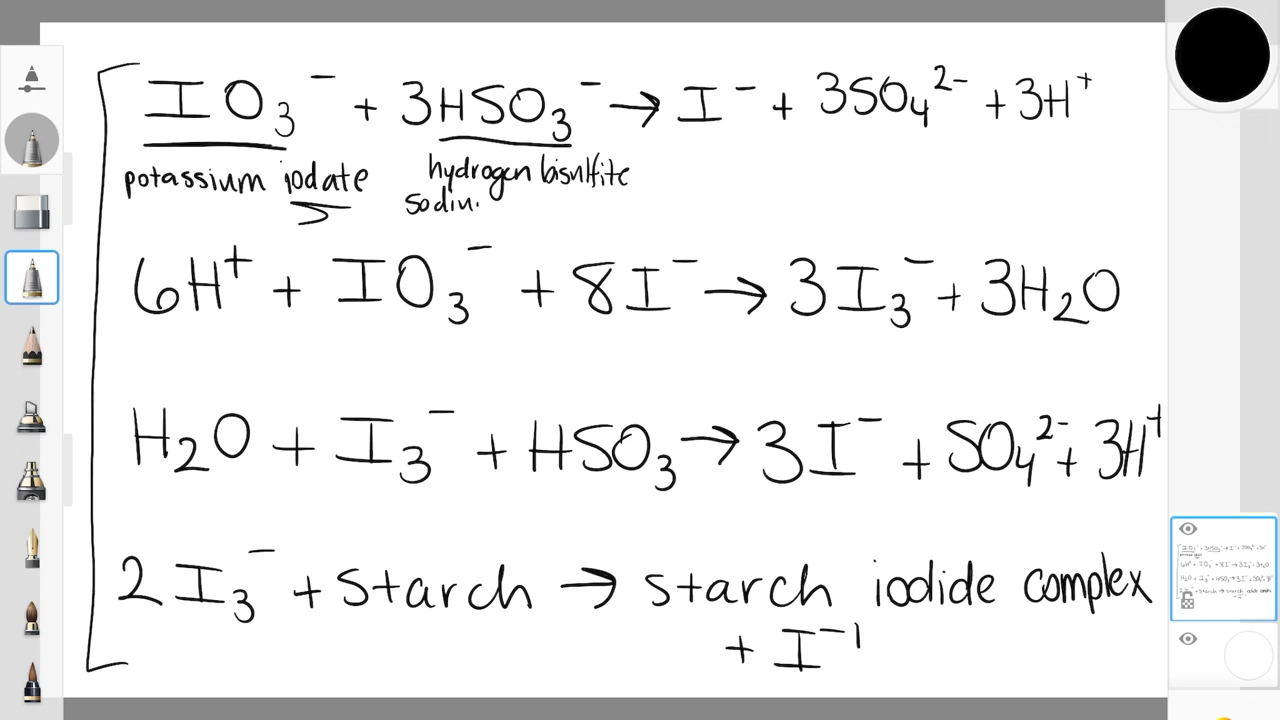 IO₃⁻ + 3HSO₃⁻ → I⁻ + 3SO₄²⁻ + 3H⁺
potassium iodate hydrogen bisulfite
sodiu.
6H⁺ + IO₃⁻ + 8I⁻ → 3I₃⁻ + 3H₂O
H₂O + I₃⁻ + HSO₃ → 3I⁻ + SO₄²⁻ + 3H⁺
2I₃⁻ + starch → starch iodide complex
+ I⁻¹